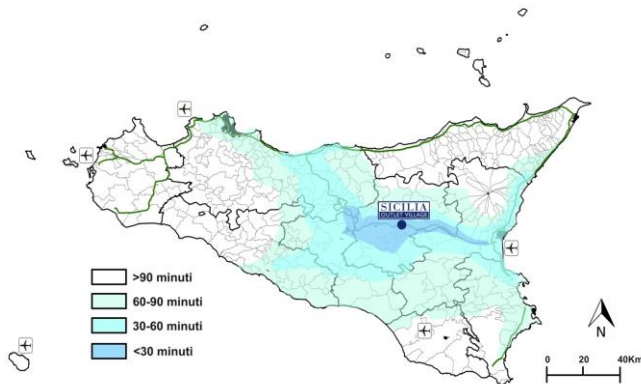 SICILIA
OUTLET VILLAGE
>90 minuti
60-90 minuti
30-60 minuti
<30 minuti
N
0 20 40Km